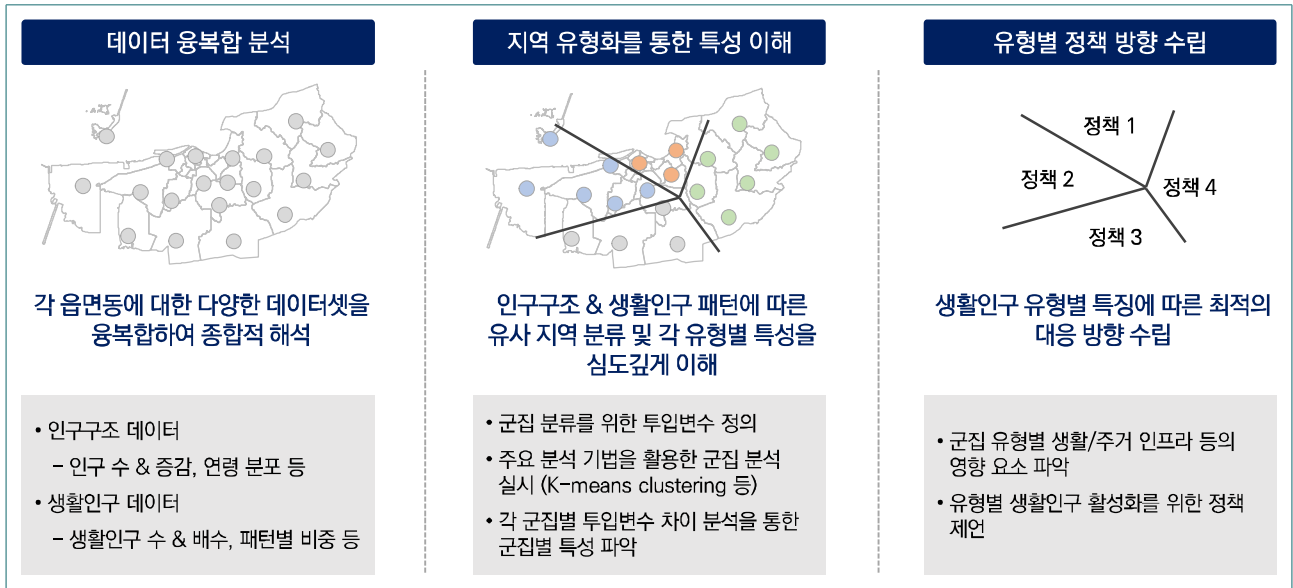 데이터 융복합 분석
각 읍면동에 대한 다양한 데이터셋을
융복합하여 종합적 해석
• 인구구조 데이터
– 인구 수 & 증감, 연령 분포 등
• 생활인구 데이터
– 생활인구 수 & 배수, 패턴별 비중 등
지역 유형화를 통한 특성 이해
인구구조 & 생활인구 패턴에 따른
유사 지역 분류 및 각 유형별 특성을
심도깊게 이해
• 군집 분류를 위한 투입변수 정의
• 주요 분석 기법을 활용한 군집 분석
실시 (K-means clustering 등)
• 각 군집별 투입변수 차이 분석을 통한
군집별 특성 파악
유형별 정책 방향 수립
정책 1
정책 2
정책 4
정책 3
생활인구 유형별 특징에 따른 최적의
대응 방향 수립
• 군집 유형별 생활/주거 인프라 등의
영향 요소 파악
• 유형별 생활인구 활성화를 위한 정책
제언